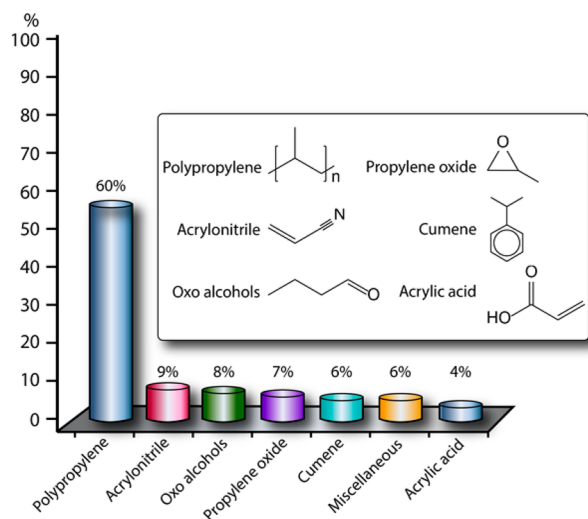 %
100
90
80
70
60
50
40
30
20
10
0
60%
9%
8%
7%
6%
6%
4%
Polypropylene
n
Propylene oxide
O
Acrylonitrile
N
Cumene
Oxo alcohols
O
Acrylic acid
O
HO
Polypropylene
Acrylonitrile
Oxo alcohols
Propylene oxide
Cumene
Miscellaneous
Acrylic acid